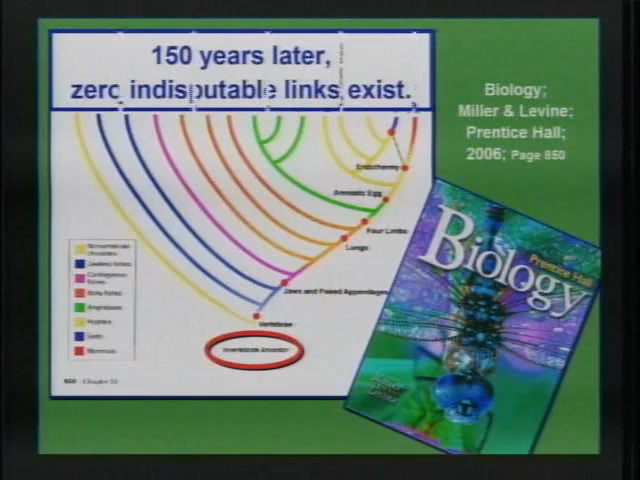 150 years later,
zero indisputable links exist.
Biology;
Miller & Levine;
Prentice Hall;
2006; Page 850
Endothermy
Amniotic Egg
Four Limbs
Lungs
Jaws and Paired Appendages
Vertebrae
Invertebrate Ancestor
Nonvertebrate
chordates
Jawless fishes
Cartilaginous
fishes
Bony fishes
Amphibians
Reptiles
Birds
Mammals
850
Biology
Prentice Hall